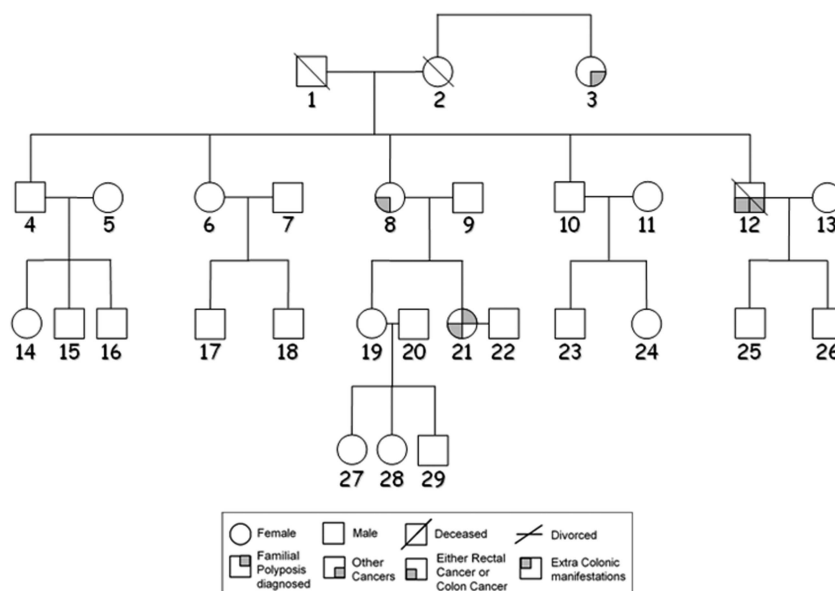 1 2 3
4 5 6 7 8 9 10 11 12 13
14 15 16 17 18 19 20 21 22 23 24 25 26
27 28 29
Female Male Deceased Divorced
Familial Polyposis diagnosed
Other Cancers
Either Rectal Cancer or Colon Cancer
Extra Colonic manifestations